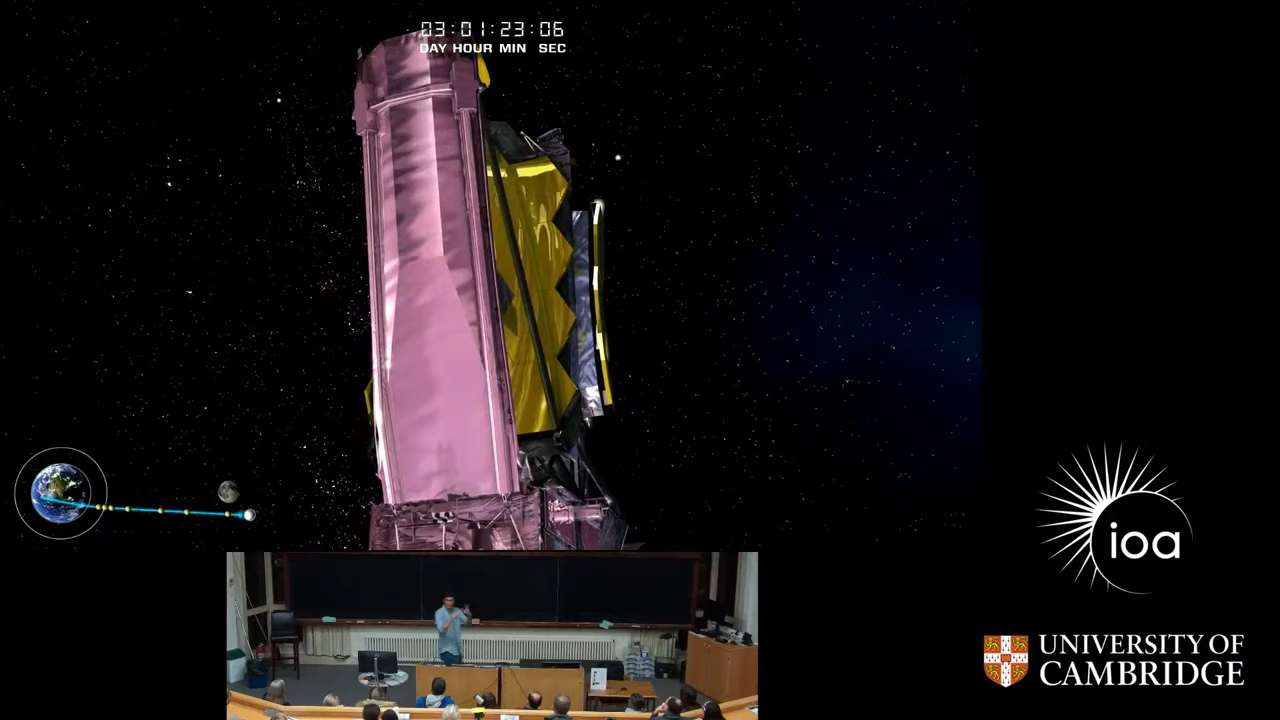 03:01:23:06
DAY HOUR MIN SEC
ioa
UNIVERSITY OF
CAMBRIDGE